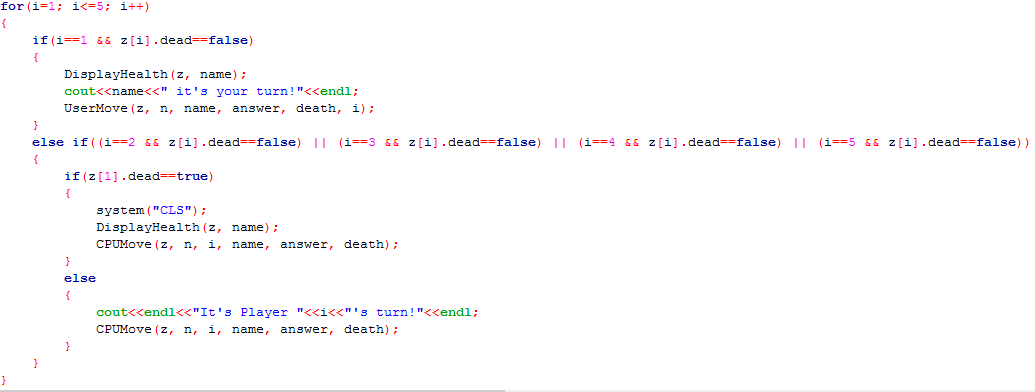 for(i=1; i<=5; i++)
{
    if(i==1 && z[i].dead==false)
    {
        DisplayHealth(z, name);
        cout<<name<<" it's your turn!"<<endl;
        UserMove(z, n, name, answer, death, i);
    }
    else if((i==2 && z[i].dead==false) || (i==3 && z[i].dead==false) || (i==4 && z[i].dead==false) || (i==5 && z[i].dead==false))
    {
        if(z[1].dead==true)
        {
            system("CLS");
            DisplayHealth(z, name);
            CPUMove(z, n, i, name, answer, death);
        }
        else
        {
            cout<<endl<<"It's Player "<<i<<"'s turn!"<<endl;
            CPUMove(z, n, i, name, answer, death);
        }
    }
}